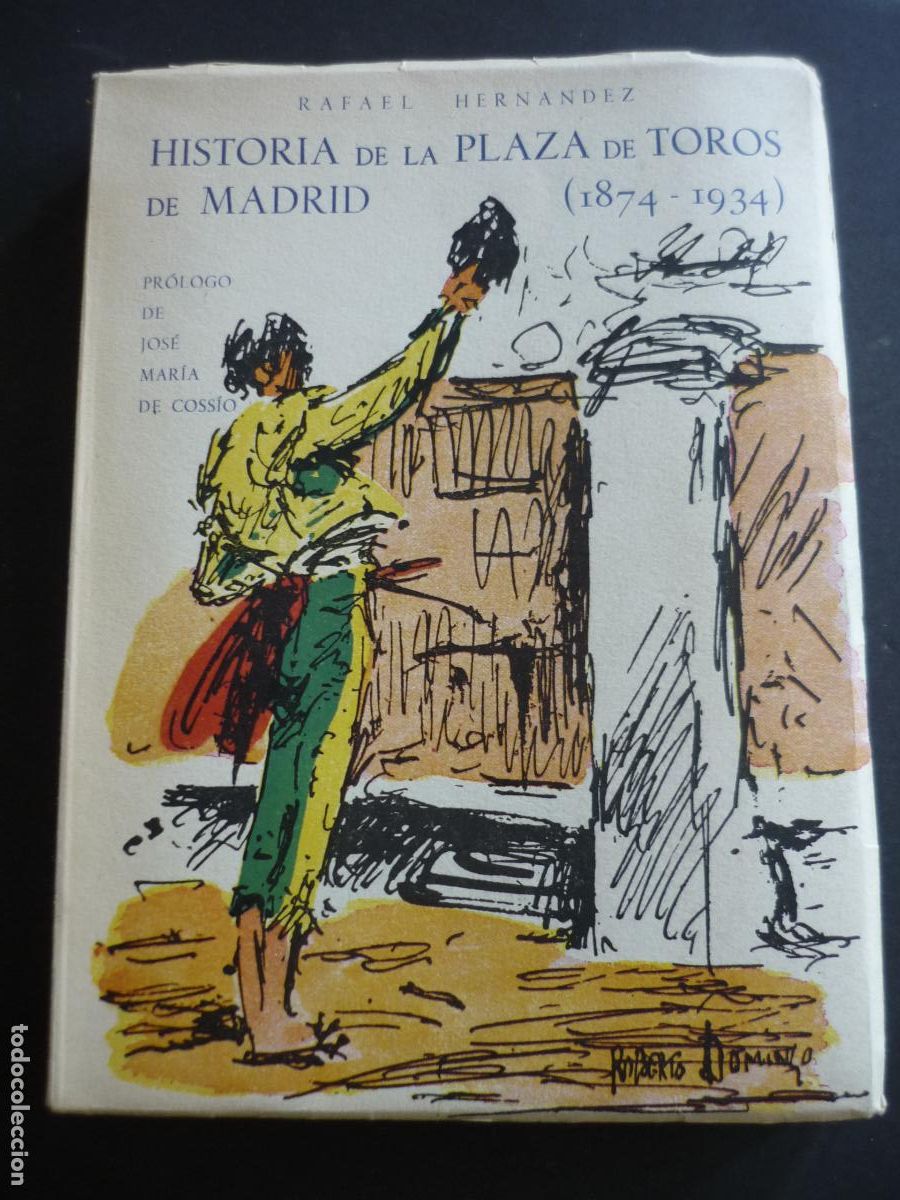 RAFAEL HERNANDEZ
HISTORIA DE LA PLAZA DE TOROS
DE MADRID (1874 - 1934)
PRÓLOGO
DE
JOSÉ
MARÍA
DE COSSÍO
ROBERTO DOMINGO
todocoleccion